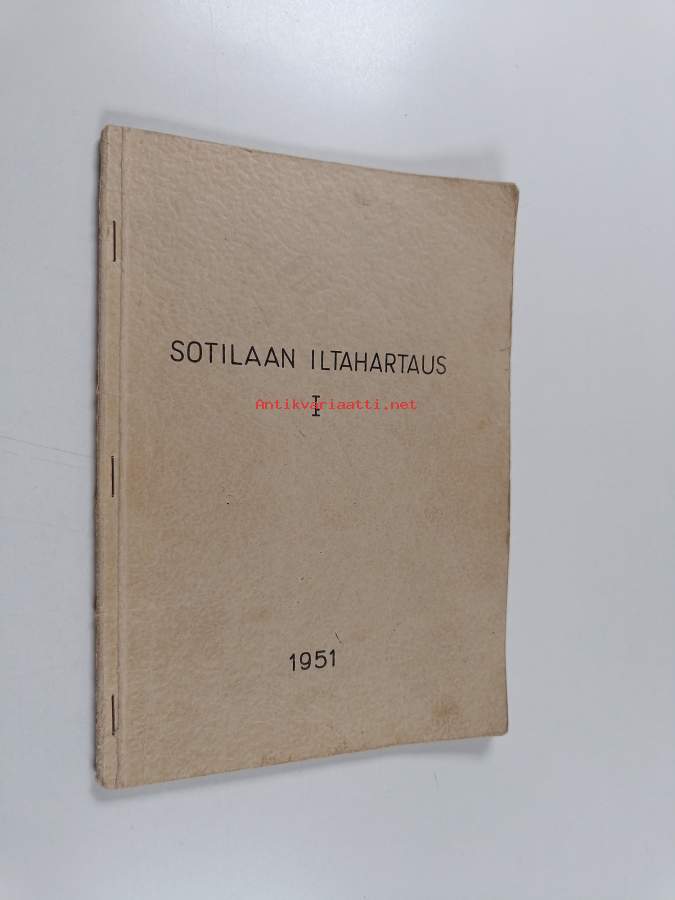 SOTILAAN ILTAHARTAUS
I
Antikvariaatti.net
1951